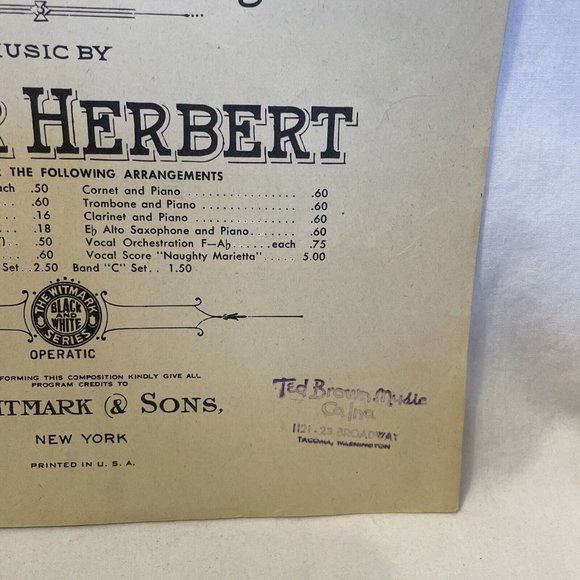 MUSIC BY
R HERBERT
THE FOLLOWING ARRANGEMENTS
each .50 Cornet and Piano .............. .60
.60 Trombone and Piano ........... .60
.16 Clarinet and Piano ............. .60
.18 E♭ Alto Saxophone and Piano....... .60
.50 Vocal Orchestration F—A♭......each .75
.60 Vocal Score "Naughty Marietta"..... 5.00
Set..2.50 Band "C" Set.. 1.50
THE WITMARK
BLACK
AND
WHITE
SERIES
OPERATIC
FORMING THIS COMPOSITION KINDLY GIVE ALL
PROGRAM CREDITS TO
ITMARK & SONS,
NEW YORK
PRINTED IN U. S. A.
Ted Brown Music
Co/nc
1121-23 BROADWAY
TACOMA, WASHINGTON